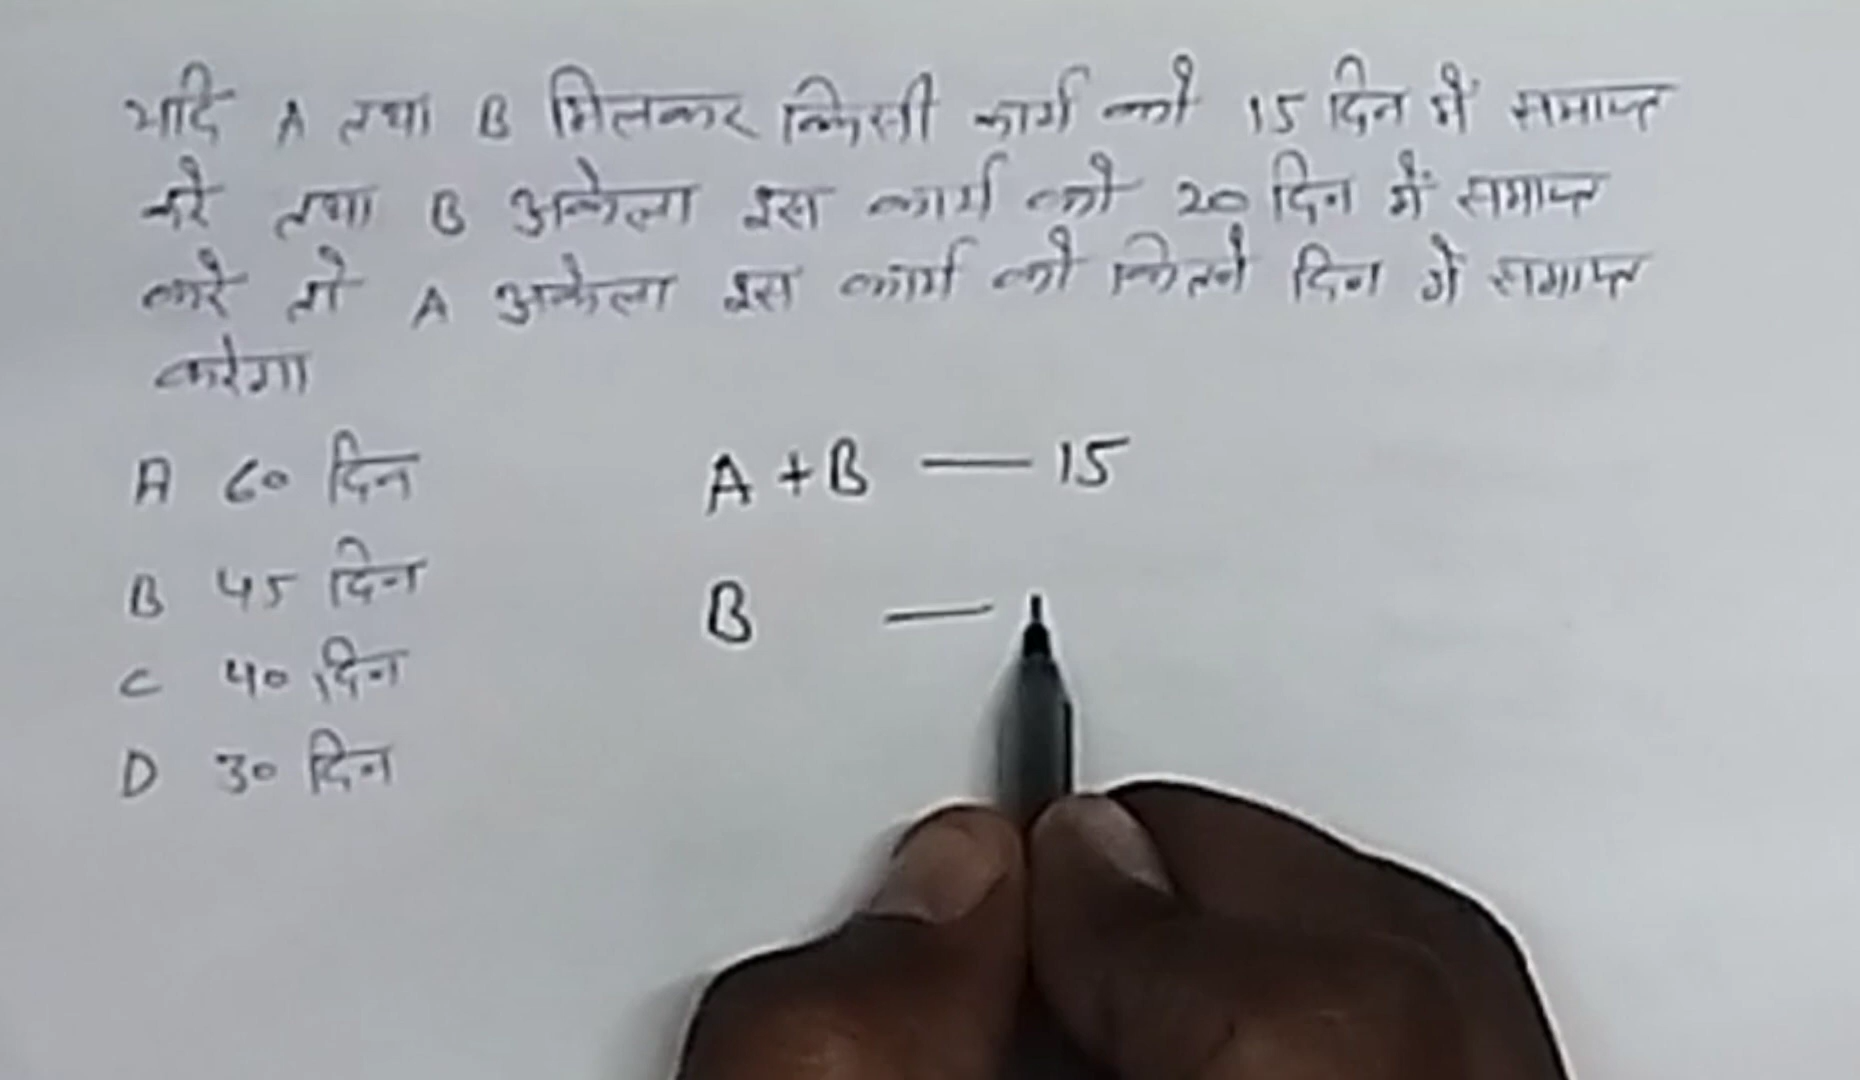 यदि A तथा B मिलकर किसी कार्य को 15 दिन में समाप्त
करे तथा B अकेला इस कार्य को 20 दिन में समाप्त
करे तो A अकेला इस कार्य को कितने दिन में समाप्त
करेगा
A 60 दिन
B 45 दिन
C 40 दिन
D 30 दिन
A + B — 15
B —